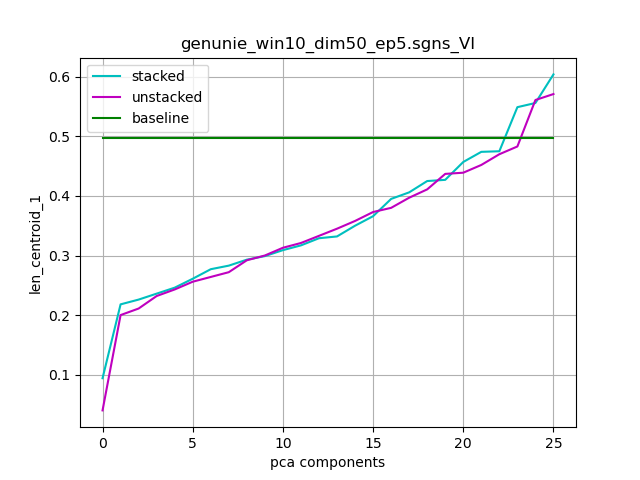 genunie_win10_dim50_ep5.sgns_VI
stacked
unstacked
baseline
len_centroid_1
0.6
0.5
0.4
0.3
0.2
0.1
0 5 10 15 20 25
pca components